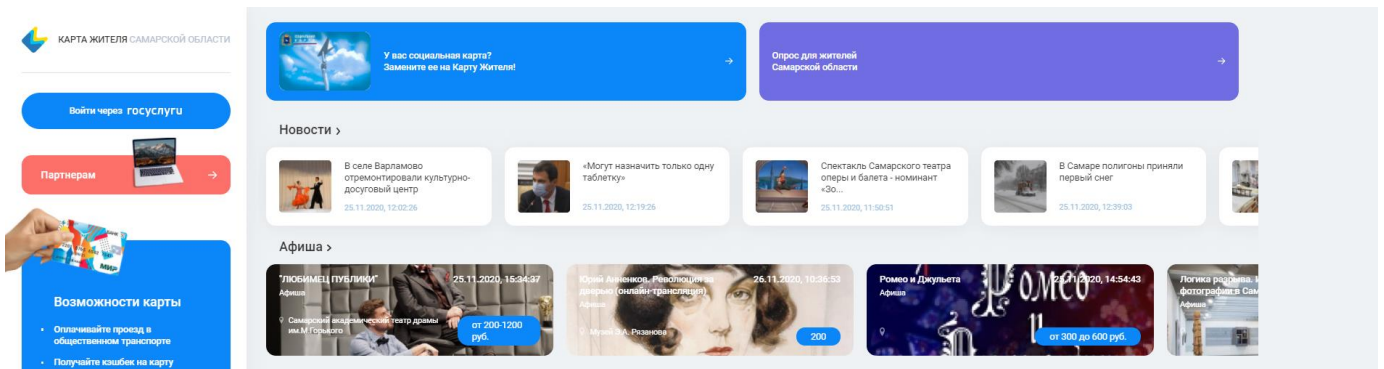 КАРТА ЖИТЕЛЯ САМАРСКОЙ ОБЛАСТИ
Войти через госуслуги
Партнерам →
МИР
Возможности карты
• Оплачивайте проезд в
общественном транспорте
• Получайте кэшбек на карту
У вас социальная карта?
Замените ее на Карту Жителя!
→
Опрос для жителей
Самарской области
→
Новости >
В селе Варламово
отремонтировали культурно-
досуговый центр
25.11.2020, 12:02:26
«Могут назначить только одну
таблетку»
25.11.2020, 12:19:26
Спектакль Самарского театра
оперы и балета - номинант
«Зо...
25.11.2020, 11:50:51
В Самаре полигоны приняли
первый снег
25.11.2020, 12:39:03
Афиша >
"ЛЮБИМЕЦ ПУБЛИКИ"
25.11.2020, 15:34:37
Афиша
Самарский академический театр драмы
им.М.Горького
от 200-1200
руб.
Юрий Анненков. Революция за
дверью (онлайн-трансляция)
26.11.2020, 10:36:53
Афиша
Музей Э.А. Рязанова
200
Ромео и Джульета
25.11.2020, 14:54:43
Афиша
Ромео
от 300 до 600 руб.
Логика разрыва.
фотографии в Сам
Афиша